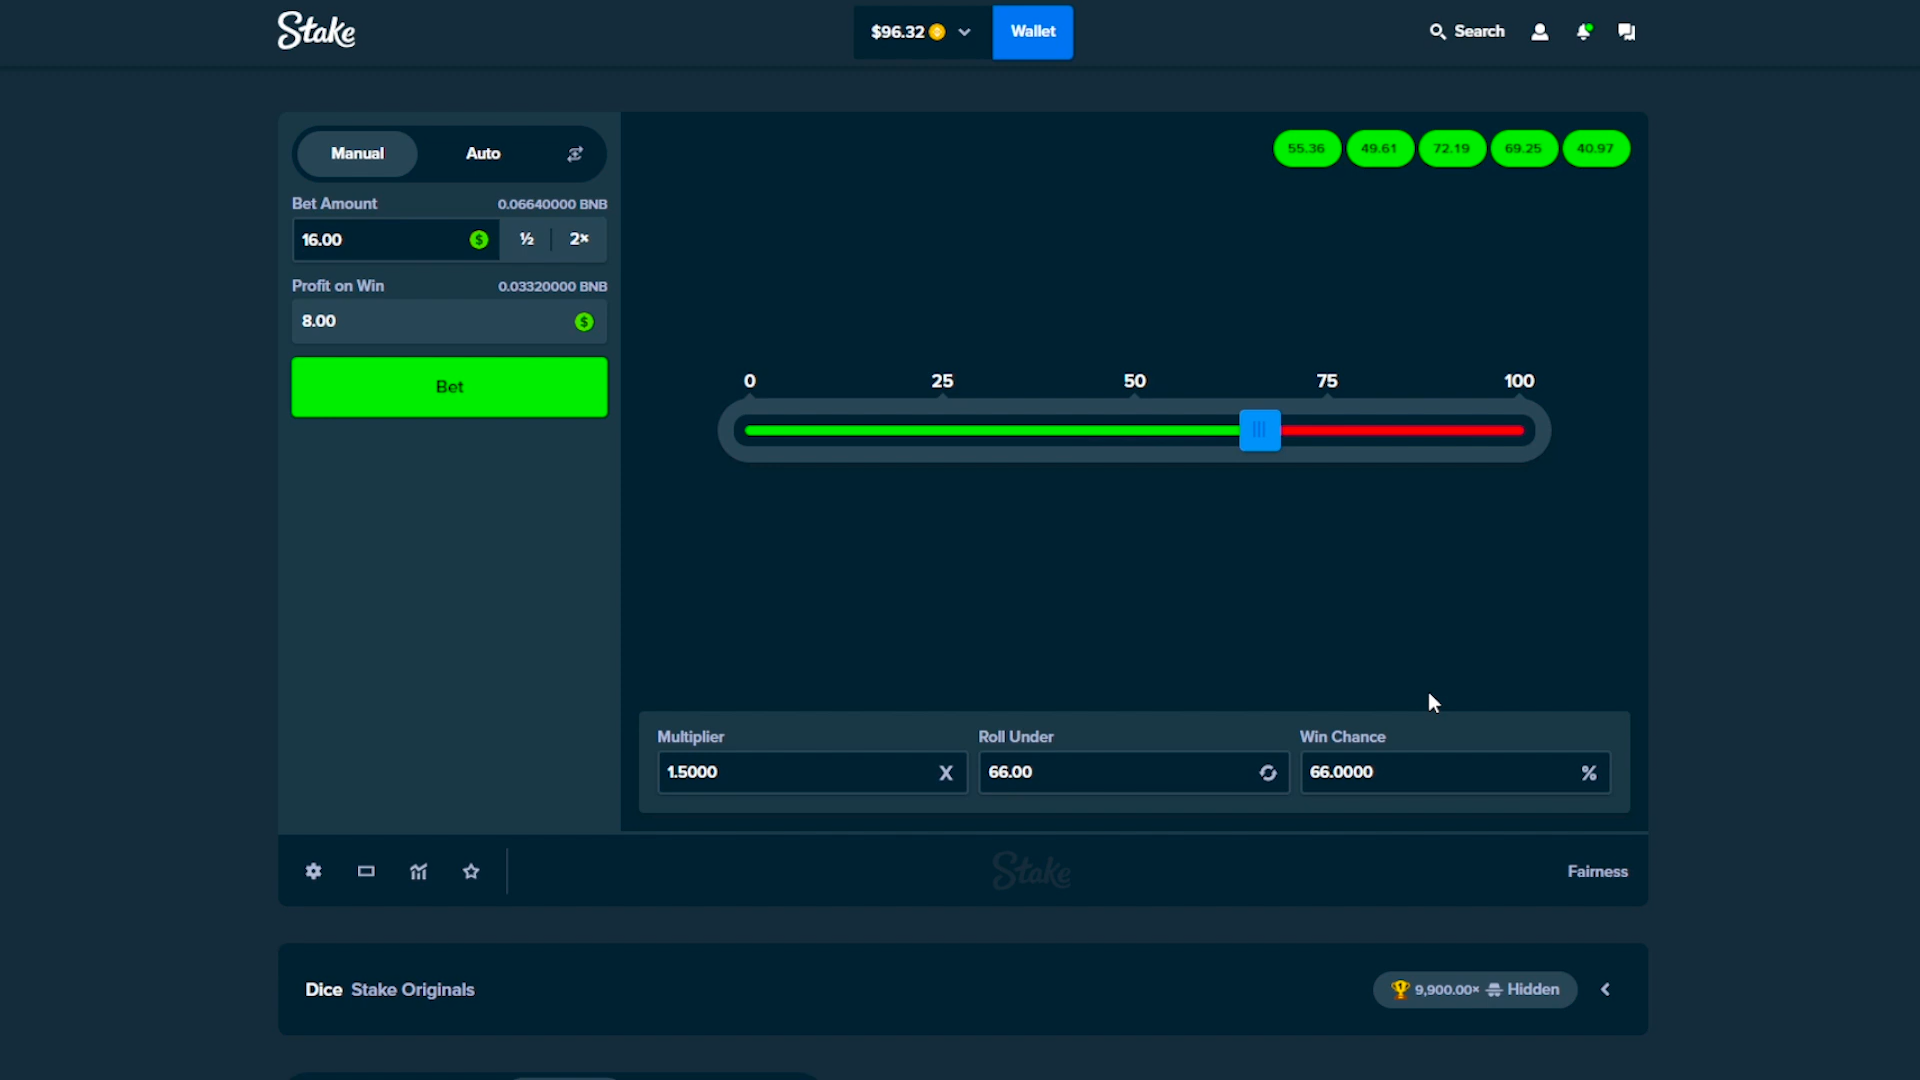 Stake
$96.32
Wallet
Search
Manual
Auto
55.36
49.61
72.19
69.25
40.97
Bet Amount
0.06640000 BNB
16.00
$
½
2×
Profit on Win
0.03320000 BNB
8.00
$
Bet
0
25
50
75
100
Multiplier
Roll Under
Win Chance
1.5000
X
66.00
66.0000
%
Stake
Fairness
Dice Stake Originals
9,900.00×
Hidden